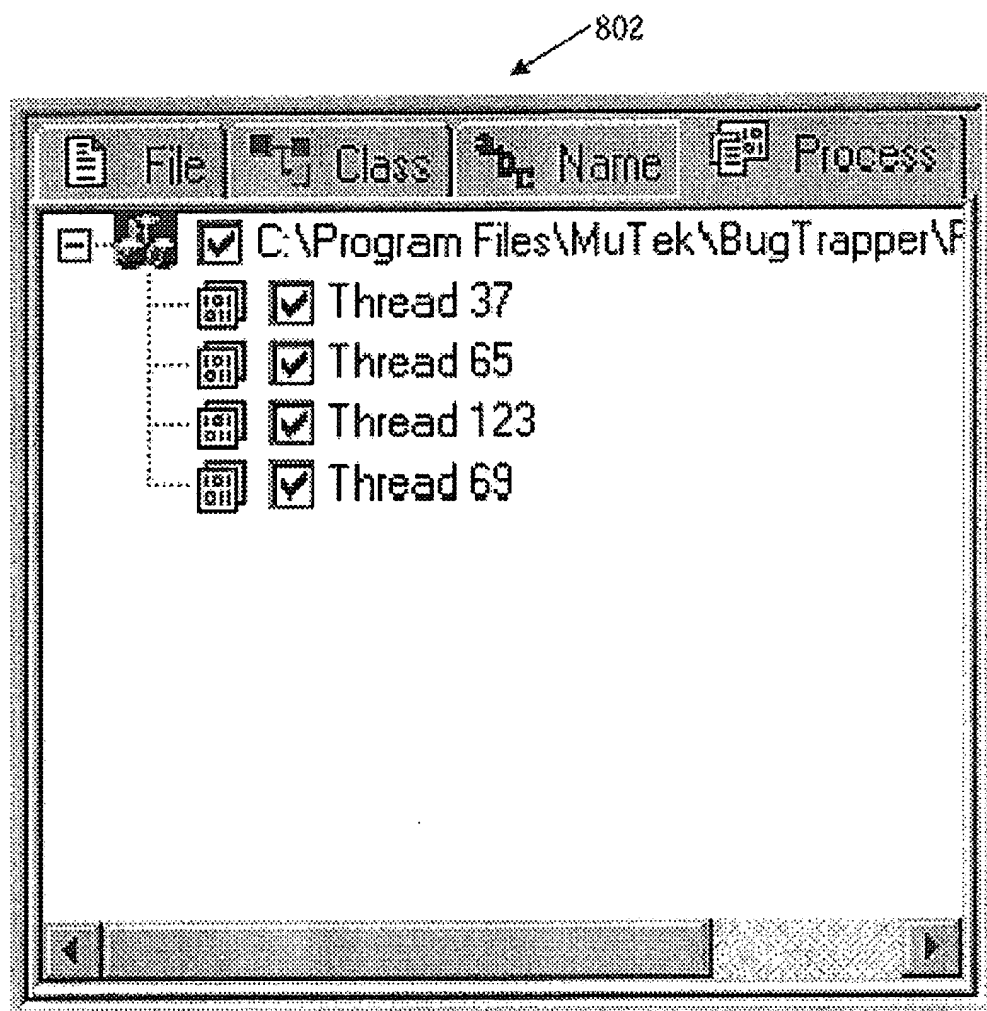 802
File Class Name Process
C:\Program Files\MuTek\BugTrapper\F
Thread 37
Thread 65
Thread 123
Thread 69